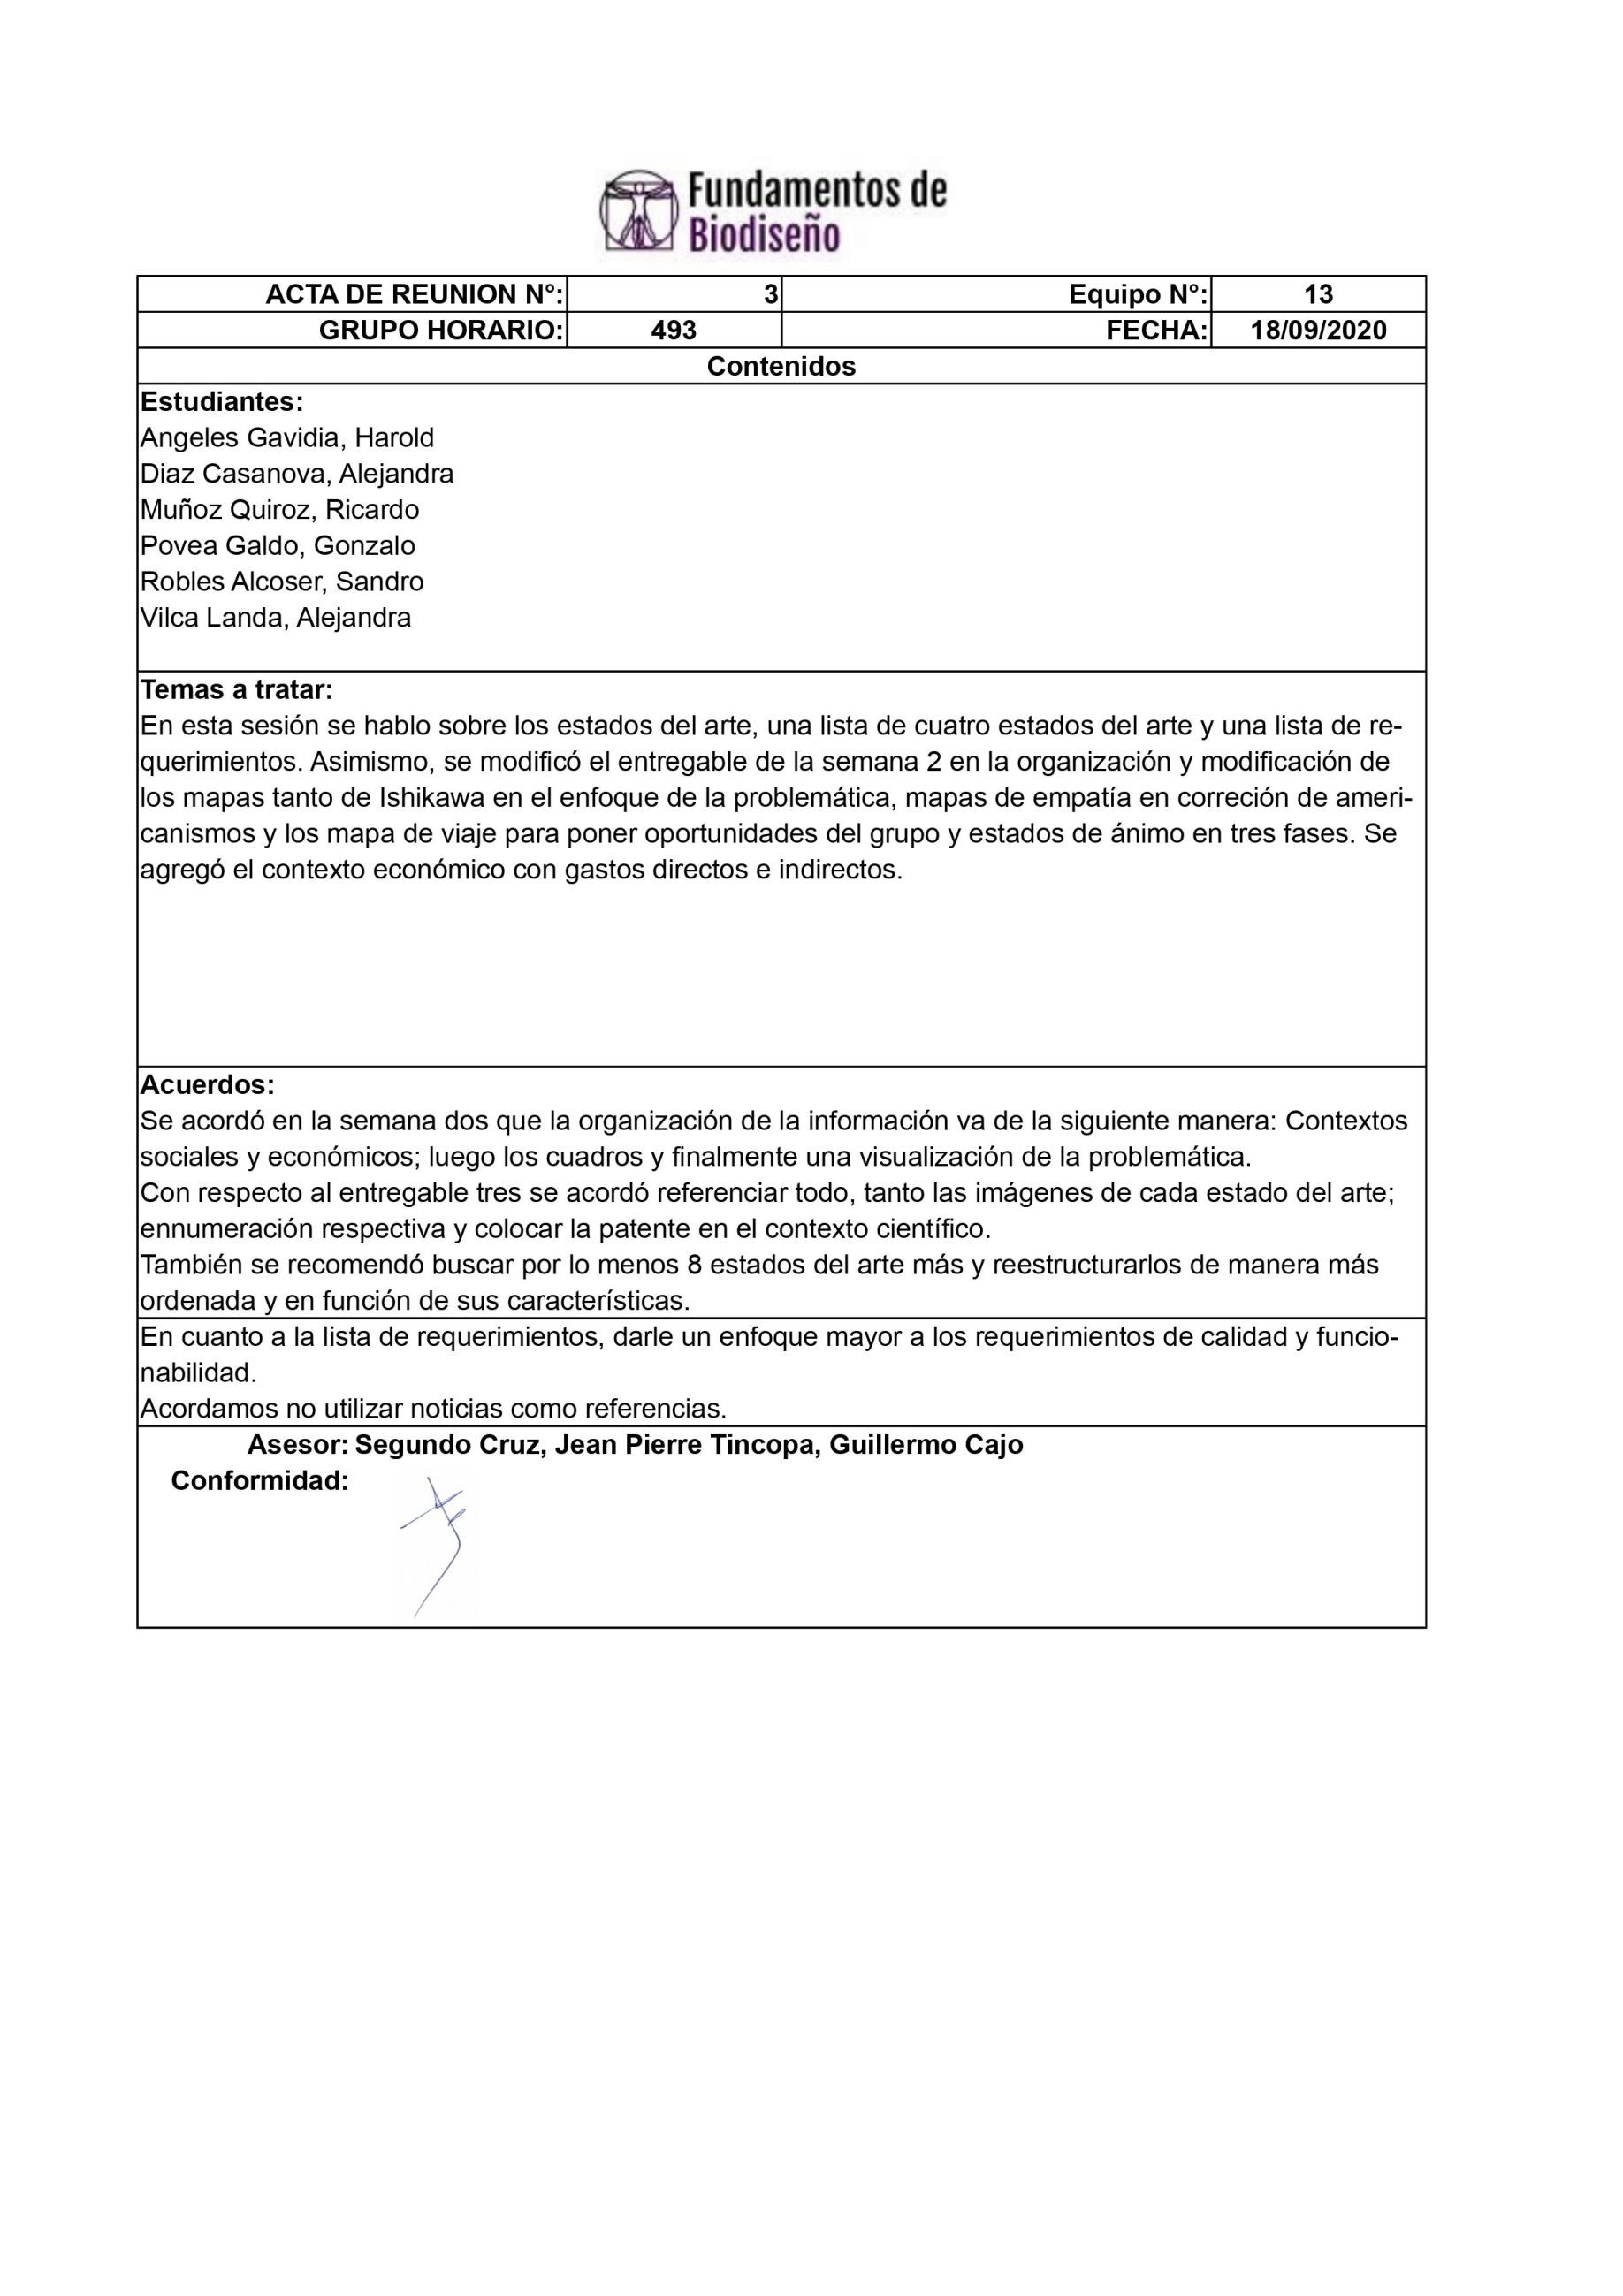 Fundamentos de
Biodiseño
ACTA DE REUNION N°: 3 Equipo N°: 13
GRUPO HORARIO: 493 FECHA: 18/09/2020
Contenidos
Estudiantes:
Angeles Gavidia, Harold
Diaz Casanova, Alejandra
Muñoz Quiroz, Ricardo
Povea Galdo, Gonzalo
Robles Alcoser, Sandro
Vilca Landa, Alejandra
Temas a tratar:
En esta sesión se hablo sobre los estados del arte, una lista de cuatro estados del arte y una lista de re-
querimientos. Asimismo, se modificó el entregable de la semana 2 en la organización y modificación de
los mapas tanto de Ishikawa en el enfoque de la problemática, mapas de empatía en correción de ameri-
canismos y los mapa de viaje para poner oportunidades del grupo y estados de ánimo en tres fases. Se
agregó el contexto económico con gastos directos e indirectos.
Acuerdos:
Se acordó en la semana dos que la organización de la información va de la siguiente manera: Contextos
sociales y económicos; luego los cuadros y finalmente una visualización de la problemática.
Con respecto al entregable tres se acordó referenciar todo, tanto las imágenes de cada estado del arte;
ennumeración respectiva y colocar la patente en el contexto científico.
También se recomendó buscar por lo menos 8 estados del arte más y reestructurarlos de manera más
ordenada y en función de sus características.
En cuanto a la lista de requerimientos, darle un enfoque mayor a los requerimientos de calidad y funcio-
nabilidad.
Acordamos no utilizar noticias como referencias.
Asesor: Segundo Cruz, Jean Pierre Tincopa, Guillermo Cajo
Conformidad: